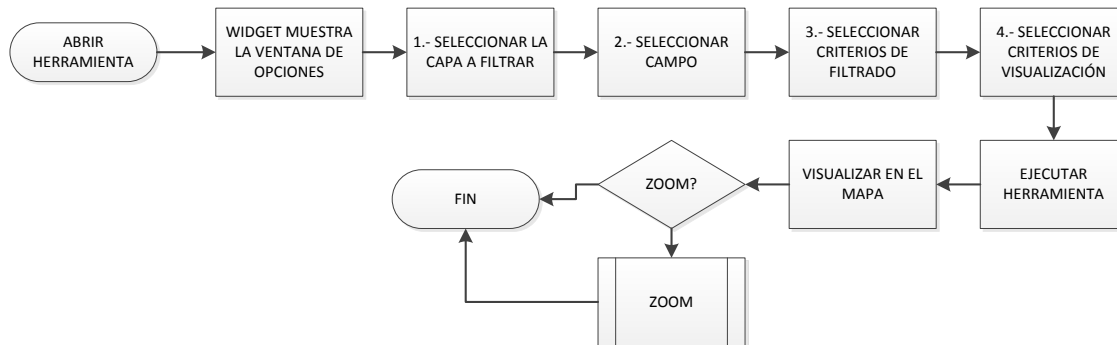 ABRIR
HERRAMIENTA
WIDGET MUESTRA
LA VENTANA DE
OPCIONES
1.- SELECCIONAR LA
CAPA A FILTRAR
2.- SELECCIONAR
CAMPO
3.- SELECCIONAR
CRITERIOS DE
FILTRADO
4.- SELECCIONAR
CRITERIOS DE
VISUALIZACIÓN
EJECUTAR
HERRAMIENTA
VISUALIZAR EN EL
MAPA
ZOOM?
FIN
ZOOM